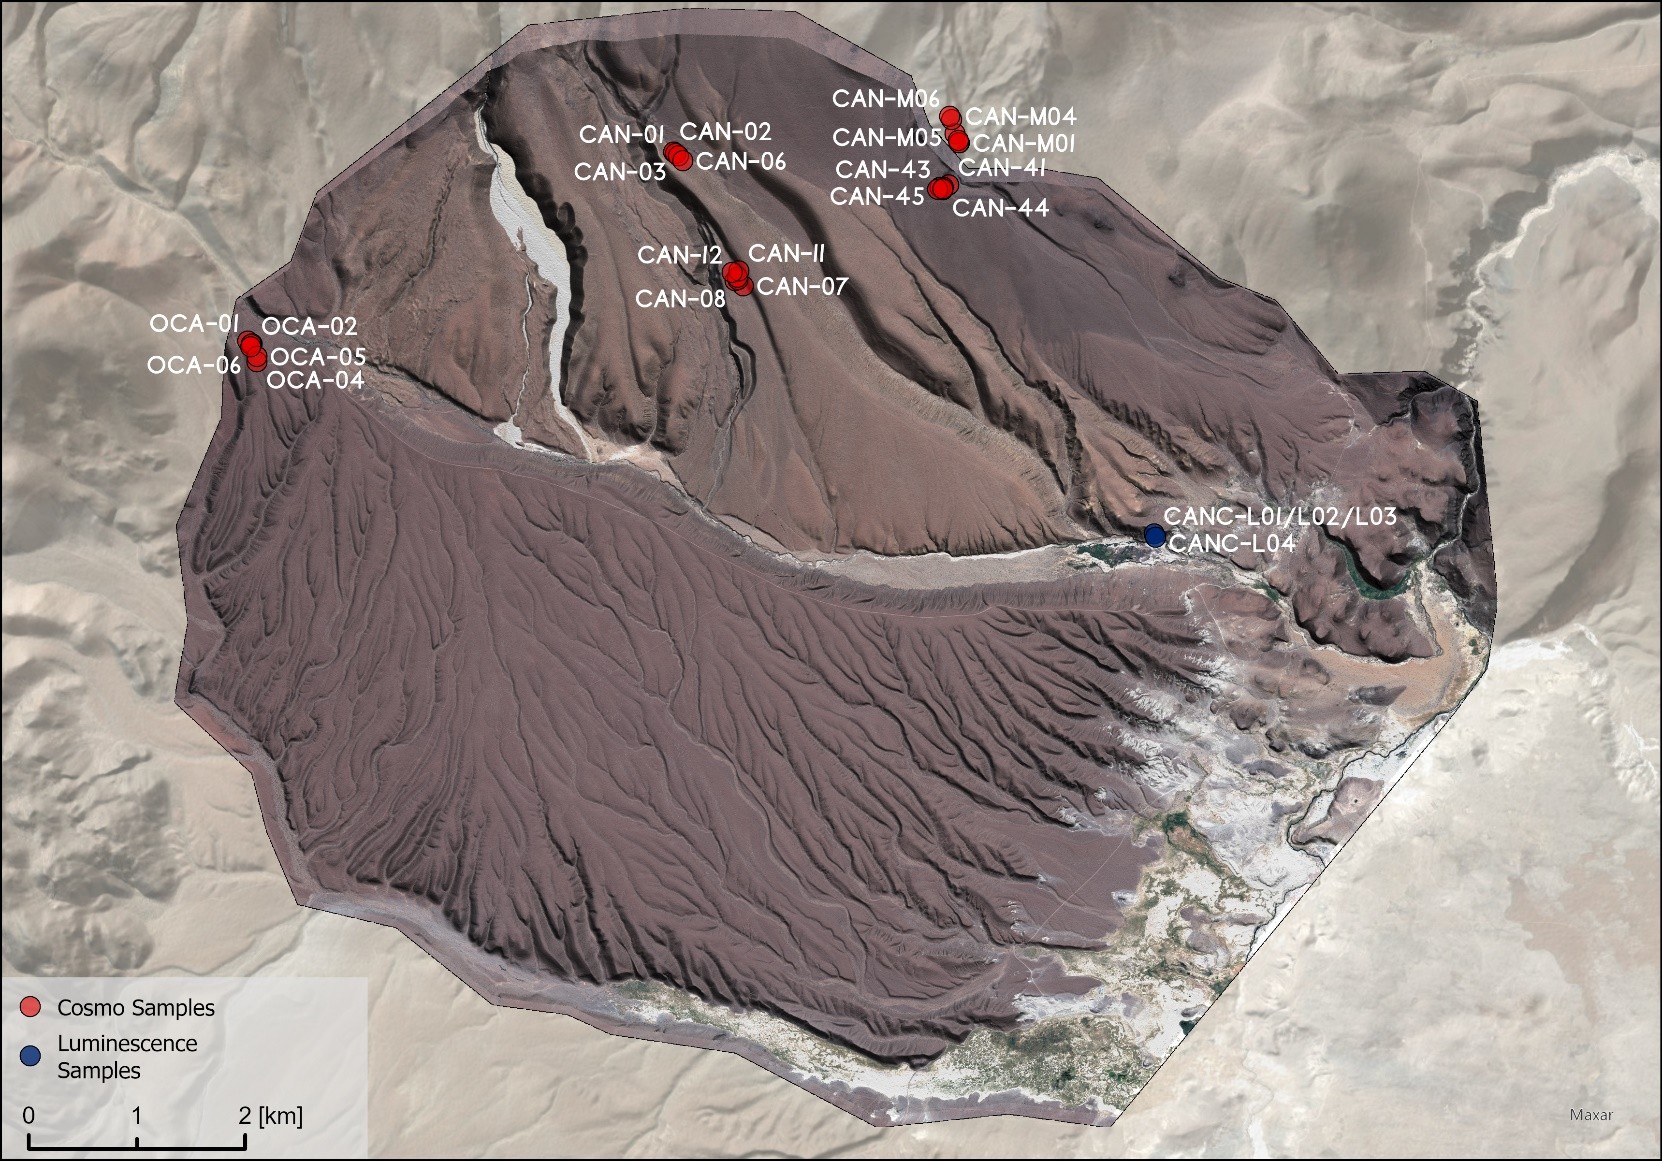 CAN-M06
CAN-M04
CAN-M05
CAN-M01
CAN-01
CAN-02
CAN-03
CAN-06
CAN-43
CAN-41
CAN-45
CAN-44
CAN-12
CAN-11
CAN-08
CAN-07
OCA-01
OCA-02
OCA-06
OCA-05
OCA-04
CANC-L01/L02/L03
CANC-L04
Cosmo Samples
Luminescence
Samples
0 1 2 [km]
Maxar